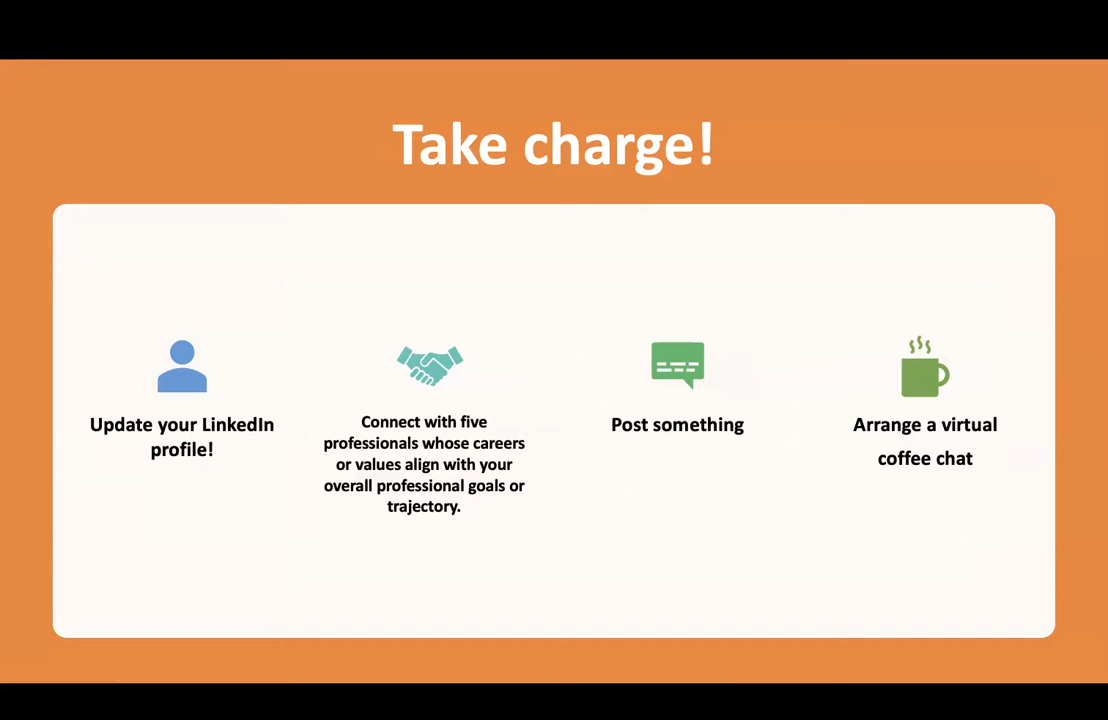 Take charge!
Update your LinkedIn
profile!
Connect with five
professionals whose careers
or values align with your
overall professional goals or
trajectory.
Post something
Arrange a virtual
coffee chat